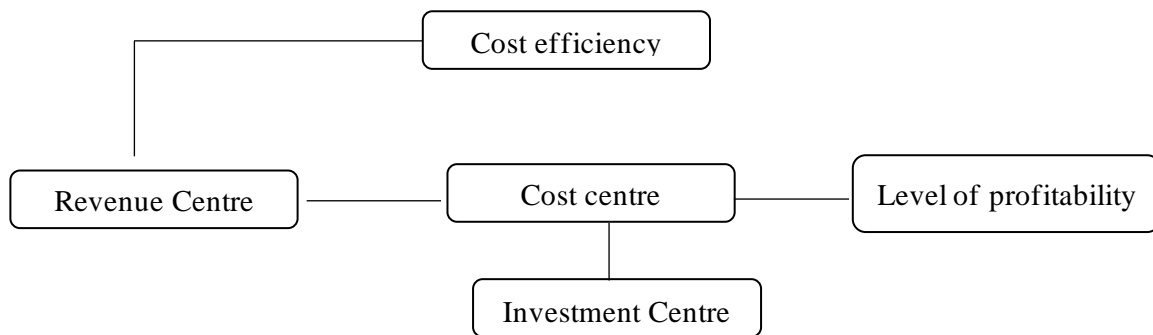 Cost efficiency
Revenue Centre
Cost centre
Level of profitability
Investment Centre